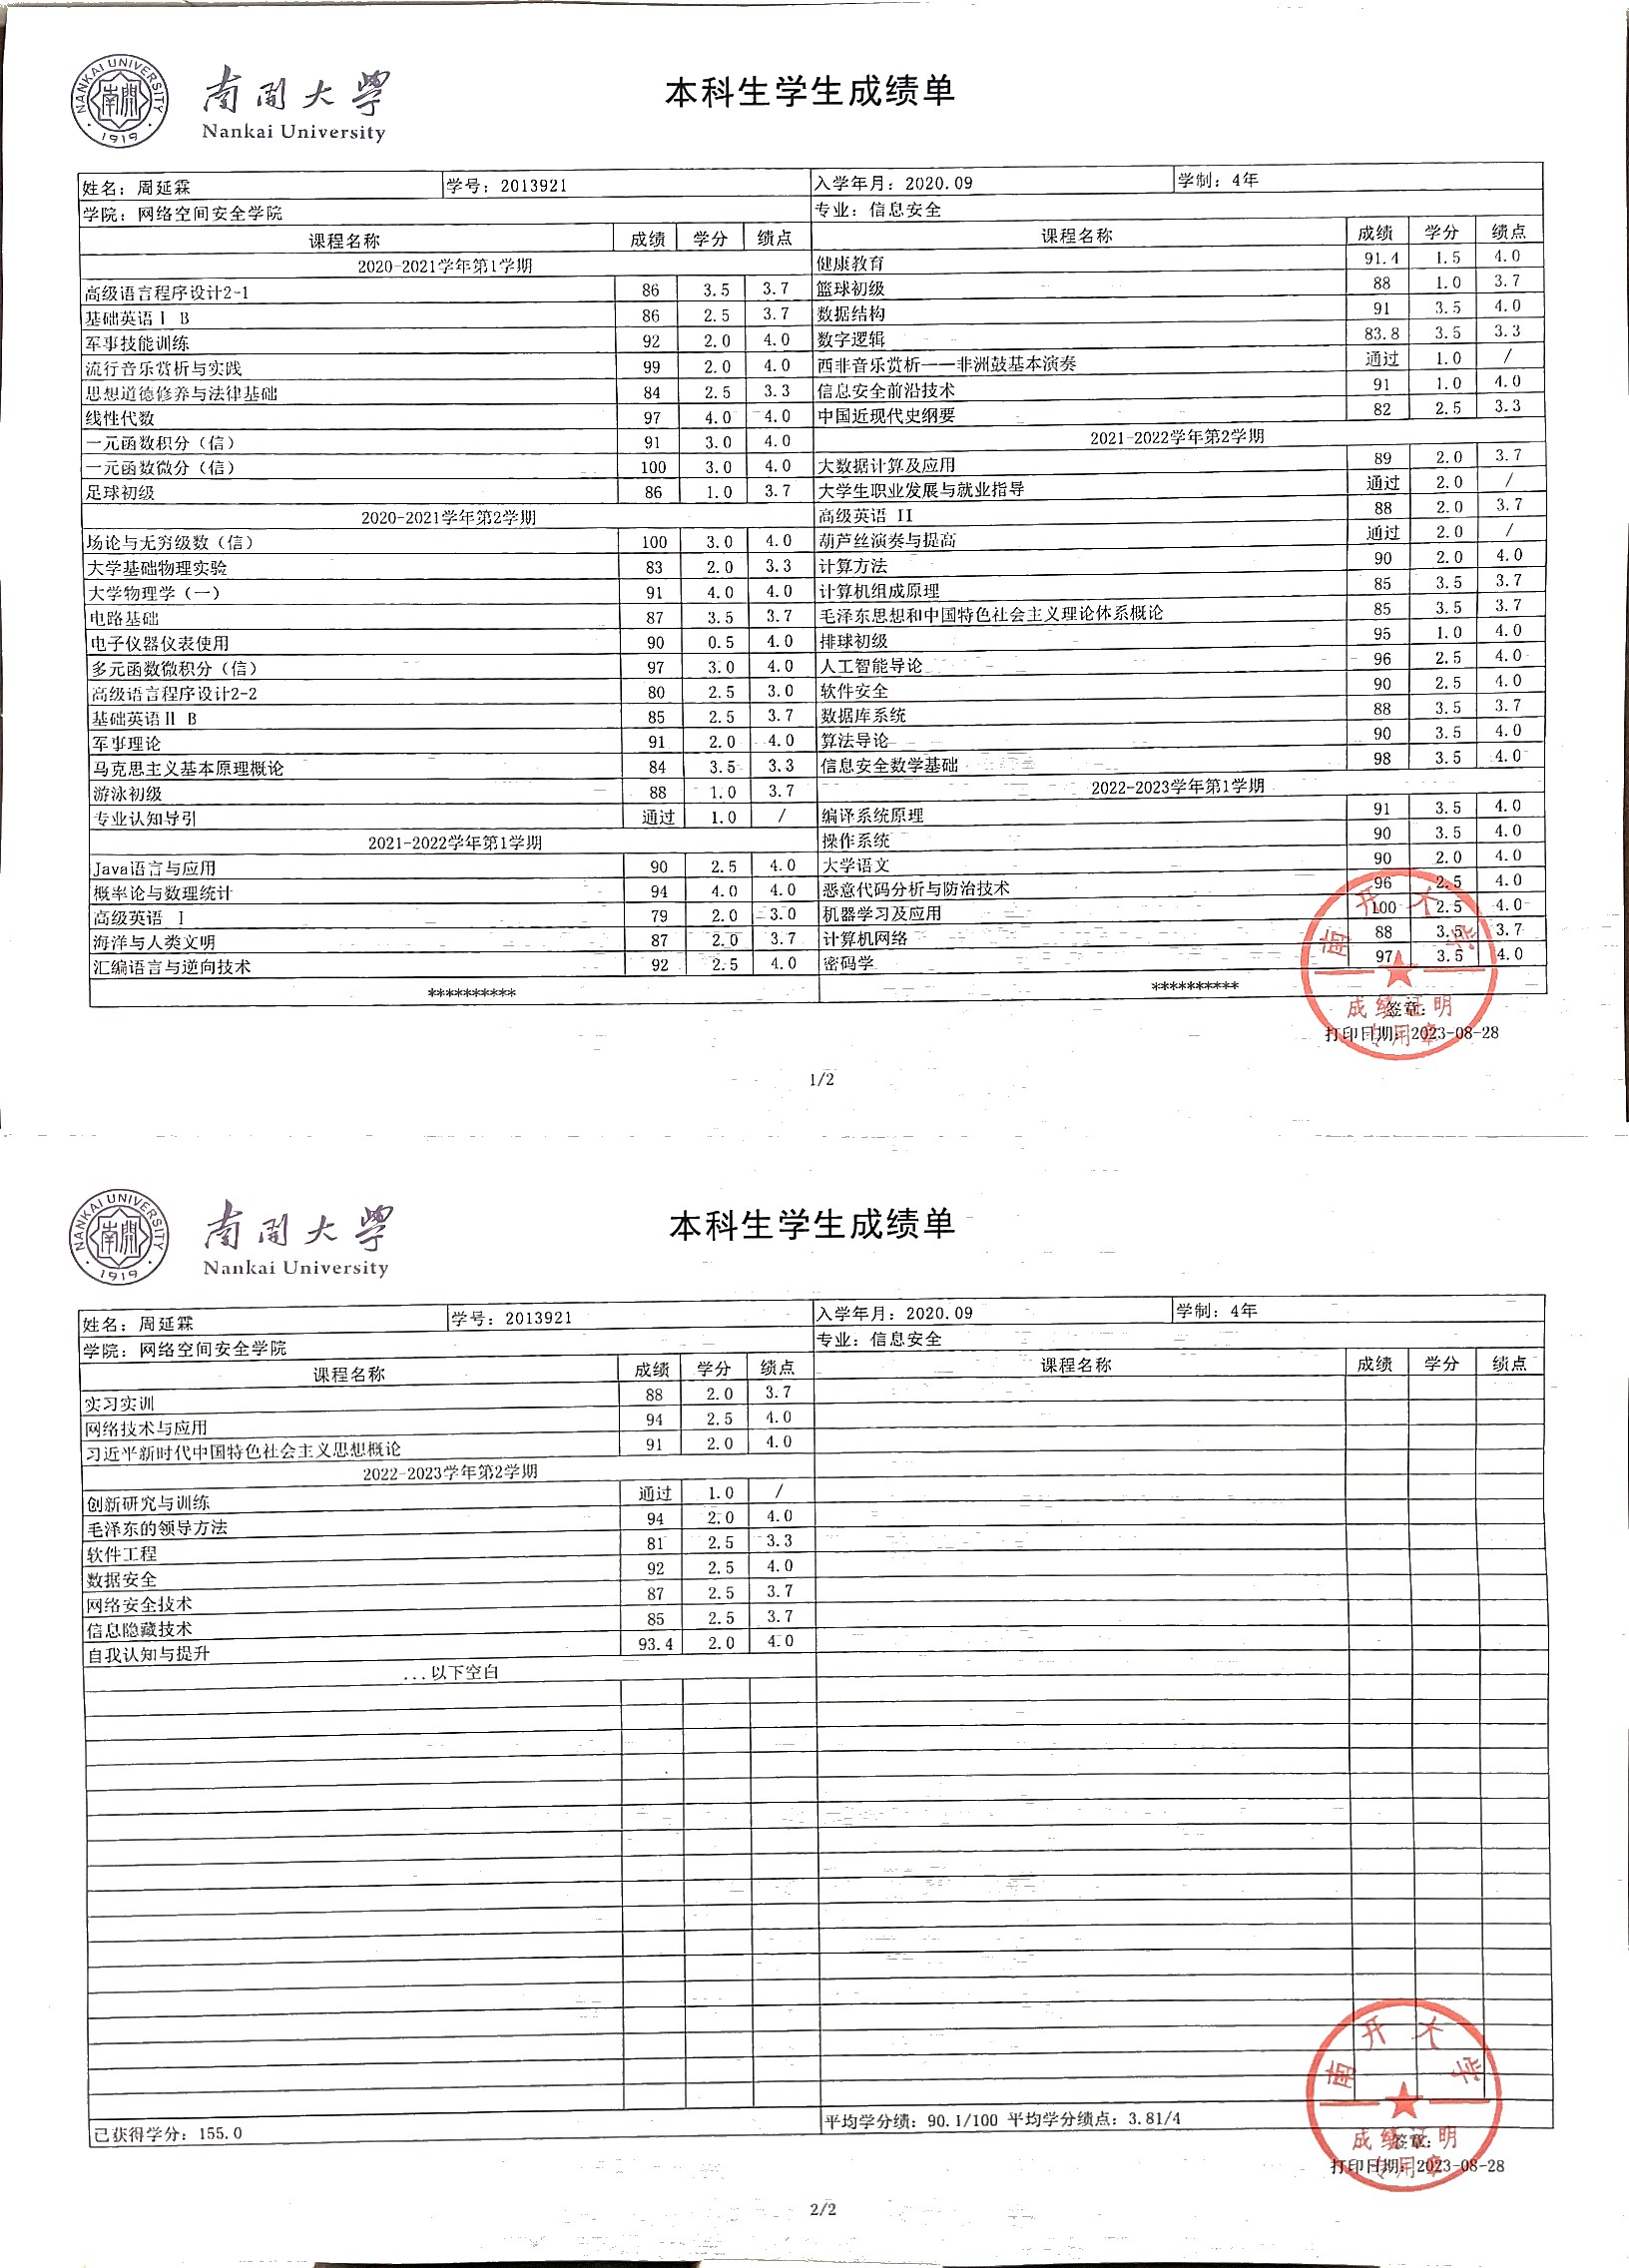 NANKAI UNIVERSITY
南開
1919
南开大学
Nankai University
本科生学生成绩单
姓名：周延霖 学号：2013921 入学年月：2020.09 学制：4年
学院：网络空间安全学院 专业：信息安全
课程名称 成绩 学分 绩点
2020-2021学年第1学期
高级语言程序设计2-1 86 3.5 3.7
基础英语Ⅰ B 86 2.5 3.7
军事技能训练 92 2.0 4.0
流行音乐赏析与实践 99 2.0 4.0
思想道德修养与法律基础 84 2.5 3.3
线性代数 97 4.0 4.0
一元函数积分（信） 91 3.0 4.0
一元函数微分（信） 100 3.0 4.0
足球初级 86 1.0 3.7
2020-2021学年第2学期
场论与无穷级数（信） 100 3.0 4.0
大学基础物理实验 83 2.0 3.3
大学物理学（一） 91 4.0 4.0
电路基础 87 3.5 3.7
电子仪器仪表使用 90 0.5 4.0
多元函数微积分（信） 97 3.0 4.0
高级语言程序设计2-2 80 2.5 3.0
基础英语Ⅱ B 85 2.5 3.7
军事理论 91 2.0 4.0
马克思主义基本原理概论 84 3.5 3.3
游泳初级 88 1.0 3.7
专业认知导引 通过 1.0 /
2021-2022学年第1学期
Java语言与应用 90 2.5 4.0
概率论与数理统计 94 4.0 4.0
高级英语 Ⅰ 79 2.0 3.0
海洋与人类文明 87 2.0 3.7
汇编语言与逆向技术 92 2.5 4.0
**********
课程名称 成绩 学分 绩点
健康教育 91.4 1.5 4.0
篮球初级 88 1.0 3.7
数据结构 91 3.5 4.0
数字逻辑 83.8 3.5 3.3
西非音乐赏析——非洲鼓基本演奏 通过 1.0 /
信息安全前沿技术 91 1.0 4.0
中国近现代史纲要 82 2.5 3.3
2021-2022学年第2学期
大数据计算及应用 89 2.0 3.7
大学生职业发展与就业指导 通过 2.0 /
高级英语 II 88 2.0 3.7
葫芦丝演奏与提高 通过 2.0 /
计算方法 90 2.0 4.0
计算机组成原理 85 3.5 3.7
毛泽东思想和中国特色社会主义理论体系概论 85 3.5 3.7
排球初级 95 1.0 4.0
人工智能导论 96 2.5 4.0
软件安全 90 2.5 4.0
数据库系统 88 3.5 3.7
算法导论 90 3.5 4.0
信息安全数学基础 98 3.5 4.0
2022-2023学年第1学期
编译系统原理 91 3.5 4.0
操作系统 90 3.5 4.0
大学语文 90 2.0 4.0
恶意代码分析与防治技术 96 2.5 4.0
机器学习及应用 100 2.5 4.0
计算机网络 88 3.5 3.7
密码学 97 3.5 4.0
**********
南开大学
成绩证明
专用章
签章：
打印日期：2023-08-28
1/2
NANKAI UNIVERSITY
南開
1919
南开大学
Nankai University
本科生学生成绩单
姓名：周延霖 学号：2013921 入学年月：2020.09 学制：4年
学院：网络空间安全学院 专业：信息安全
课程名称 成绩 学分 绩点 课程名称 成绩 学分 绩点
实习实训 88 2.0 3.7
网络技术与应用 94 2.5 4.0
习近平新时代中国特色社会主义思想概论 91 2.0 4.0
2022-2023学年第2学期
创新研究与训练 通过 1.0 /
毛泽东的领导方法 94 2.0 4.0
软件工程 81 2.5 3.3
数据安全 92 2.5 4.0
网络安全技术 87 2.5 3.7
信息隐藏技术 85 2.5 3.7
自我认知与提升 93.4 2.0 4.0
...以下空白
已获得学分：155.0 平均学分绩：90.1/100 平均学分绩点：3.81/4
南开大学
成绩证明
专用章
签章：
打印日期：2023-08-28
2/2